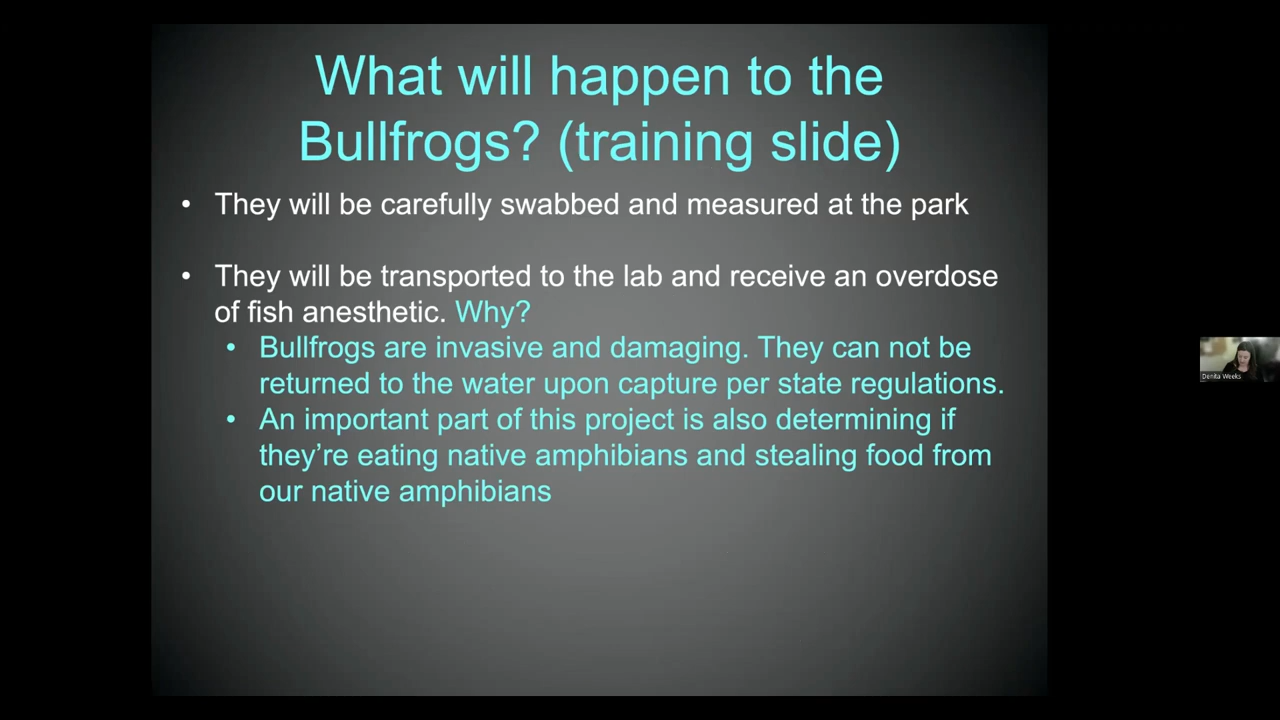 What will happen to the
Bullfrogs? (training slide)
• They will be carefully swabbed and measured at the park
• They will be transported to the lab and receive an overdose
of fish anesthetic. Why?
• Bullfrogs are invasive and damaging. They can not be
returned to the water upon capture per state regulations.
• An important part of this project is also determining if
they’re eating native amphibians and stealing food from
our native amphibians
Denita Weeks